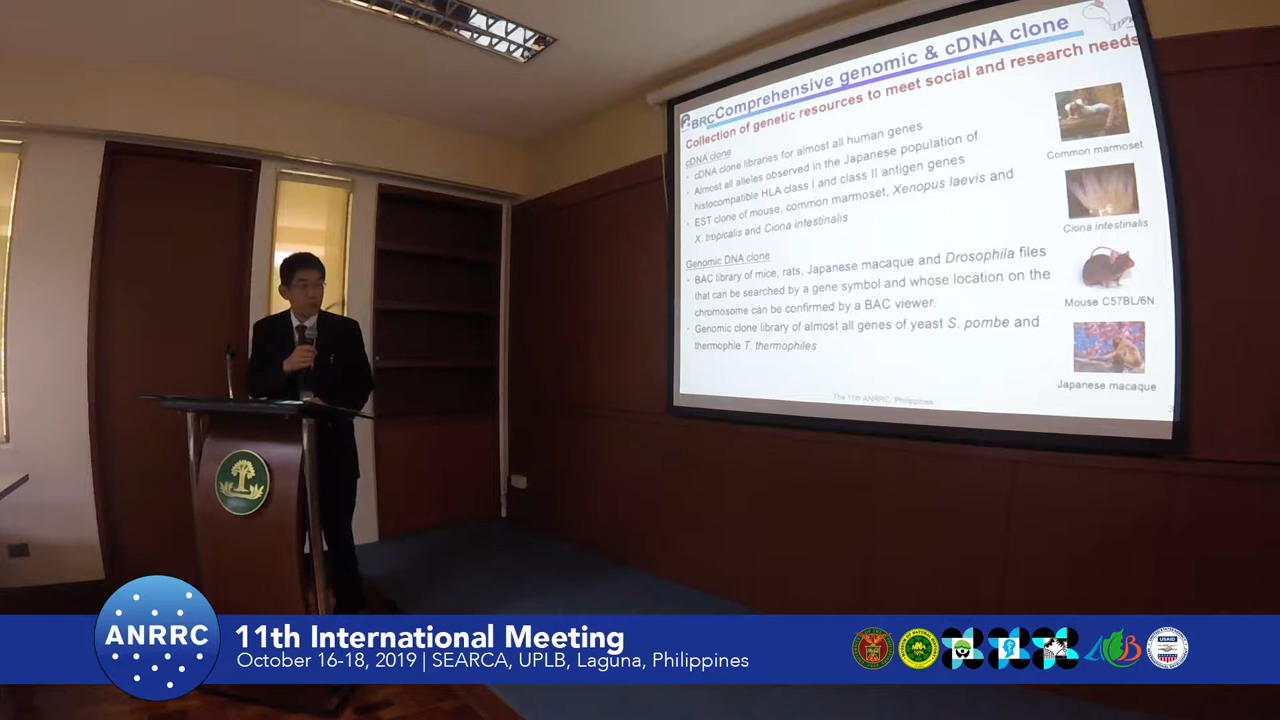 BRC Comprehensive genomic & cDNA clone
Collection of genetic resources to meet social and research needs
cDNA clone
· cDNA clone libraries for almost all human genes
· Almost all alleles observed in the Japanese population of
histocompatible HLA class I and class II antigen genes
· EST clone of mouse, common marmoset, Xenopus laevis and
X. tropicalis and Ciona intestinalis
Genomic DNA clone
· BAC library of mice, rats, Japanese macaque and Drosophila files
that can be searched by a gene symbol and whose location on the
chromosome can be confirmed by a BAC viewer.
· Genomic clone library of almost all genes of yeast S. pombe and
thermophle T. thermophiles
Common marmoset
Ciona intestinalis
Mouse C57BL/6N
Japanese macaque
The 11th ANRRC, Philippines
ANRRC
11th International Meeting
October 16-18, 2019 | SEARCA, UPLB, Laguna, Philippines
USAID